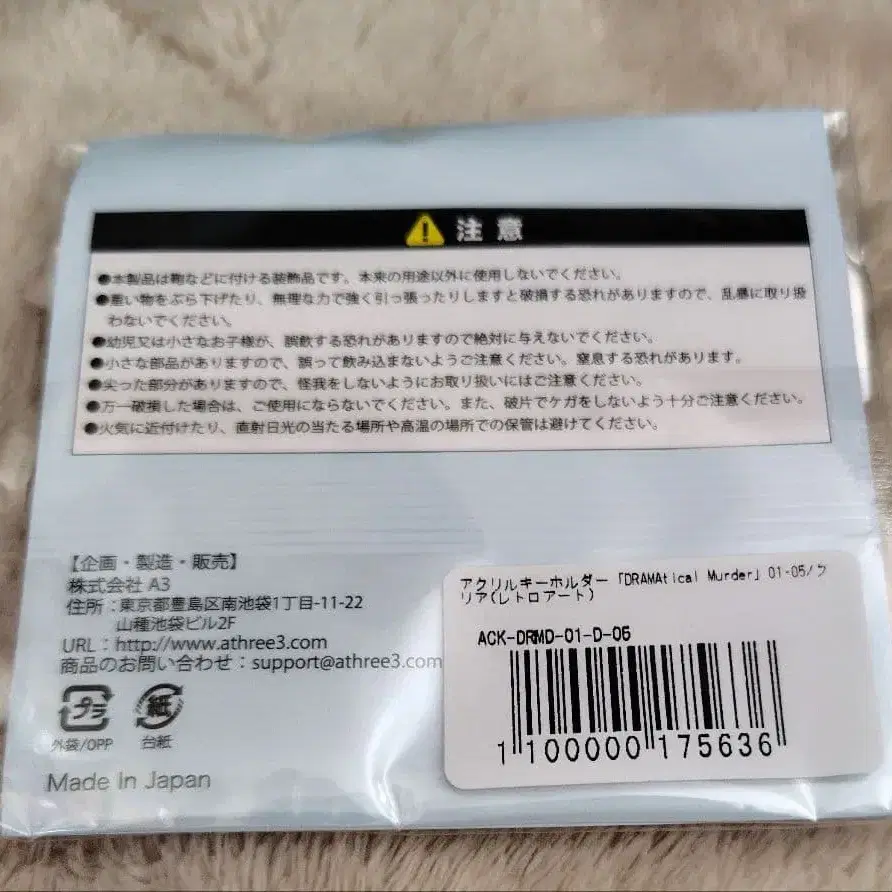 注意
●本製品は鞄などに付ける装飾品です。本来の用途以外に使用しないでください。
●重い物をぶら下げたり、無理な力で強く引っ張ったりしますと破損する恐れがありますので、乱暴に取り扱
わないでください。
●幼児又は小さなお子様が、誤飲する恐れがありますので絶対に与えないでください。
●小さな部品がありますので、誤って飲み込まないようご注意ください。窒息する恐れがあります。
●尖った部分がありますので、怪我をしないようにお取り扱いにはご注意ください。
●万一破損した場合は、ご使用にならないでください。また、破片でケガをしないよう十分ご注意ください。
●火気に近付けたり、直射日光の当たる場所や高温の場所での保管は避けてください。
【企画・製造・販売】
株式会社 A3
住所：東京都豊島区南池袋1丁目-11-22
山種池袋ビル2F
URL：http://www.athree3.com
商品のお問い合わせ：support@athree3.com
プラ
紙
外袋/OPP
台紙
Made In Japan
アクリルキーホルダー「DRAMAtical Murder」01-05/ク
リア(レトロアート)
ACK-DRMD-01-D-05
1 100000 175636